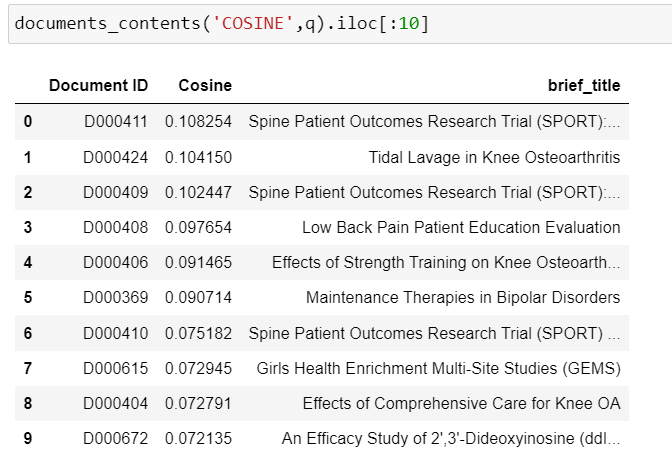 documents_contents('COSINE',q).iloc[:10]
Document ID Cosine brief_title
0 D000411 0.108254 Spine Patient Outcomes Research Trial (SPORT):...
1 D000424 0.104150 Tidal Lavage in Knee Osteoarthritis
2 D000409 0.102447 Spine Patient Outcomes Research Trial (SPORT):...
3 D000408 0.097654 Low Back Pain Patient Education Evaluation
4 D000406 0.091465 Effects of Strength Training on Knee Osteoarth...
5 D000369 0.090714 Maintenance Therapies in Bipolar Disorders
6 D000410 0.075182 Spine Patient Outcomes Research Trial (SPORT) ...
7 D000615 0.072945 Girls Health Enrichment Multi-Site Studies (GEMS)
8 D000404 0.072791 Effects of Comprehensive Care for Knee OA
9 D000672 0.072135 An Efficacy Study of 2',3'-Dideoxyinosine (ddI...